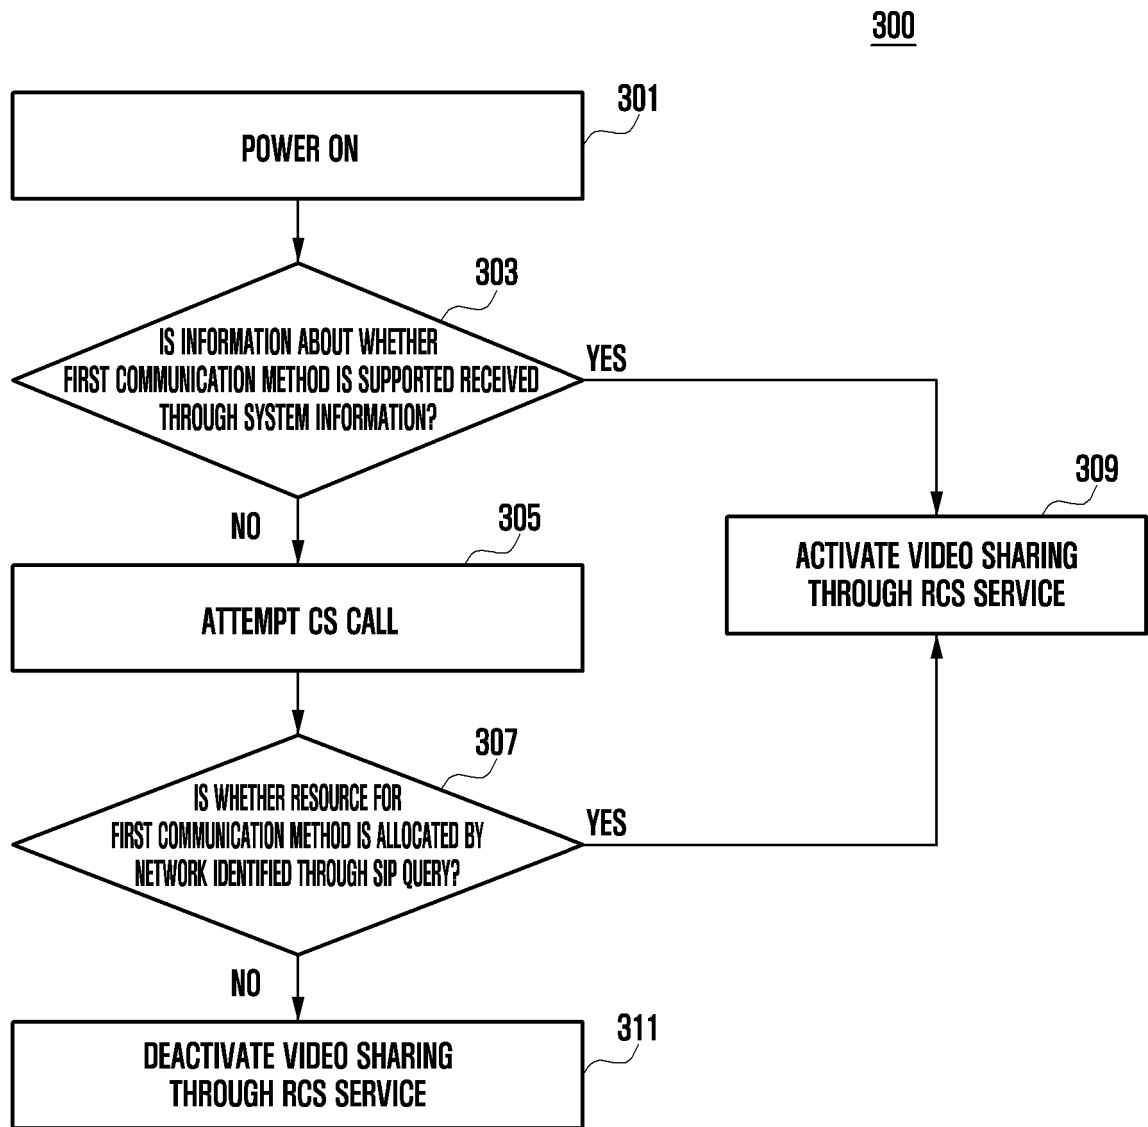 300
301
POWER ON
303
IS INFORMATION ABOUT WHETHER
FIRST COMMUNICATION METHOD IS SUPPORTED RECEIVED
THROUGH SYSTEM INFORMATION?
YES
NO
305
309
ACTIVATE VIDEO SHARING
THROUGH RCS SERVICE
ATTEMPT CS CALL
307
IS WHETHER RESOURCE FOR
FIRST COMMUNICATION METHOD IS ALLOCATED BY
NETWORK IDENTIFIED THROUGH SIP QUERY?
YES
NO
311
DEACTIVATE VIDEO SHARING
THROUGH RCS SERVICE